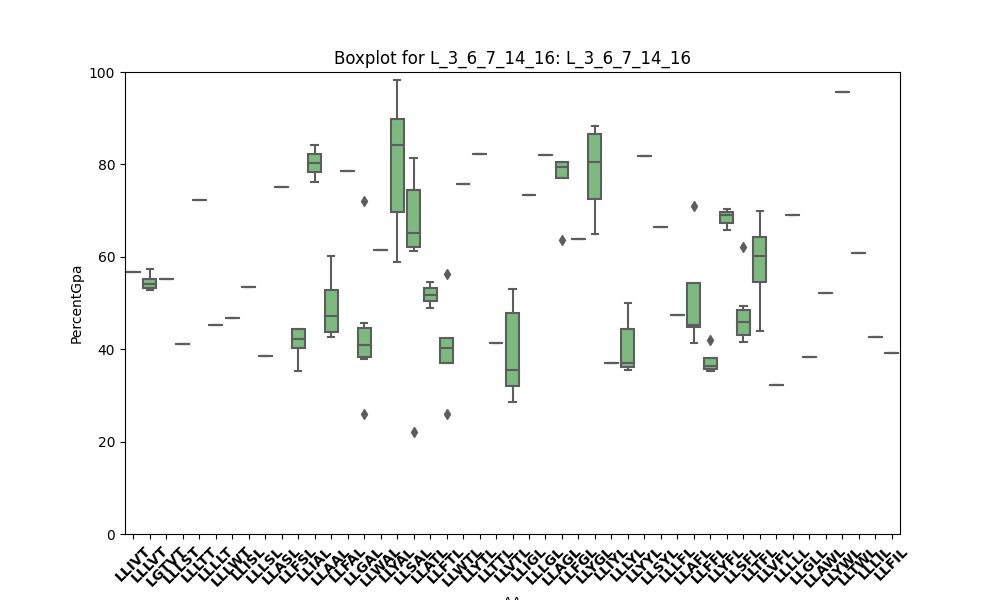 Boxplot for L_3_6_7_14_16: L_3_6_7_14_16
PercentGpa
100
80
60
40
20
0
LLIVT
LLLVT
LGTYT
LLLST
LLLTT
LLLLT
LLLWT
LLISL
LLLSL
LLASL
LLFSL
LLIAL
LLAAL
LLFAL
LLGAL
LLWAL
LLYAL
LLSAL
LLATL
LLFTL
LLWTL
LLYTL
LLTTL
LLVTL
LLIGL
LLLGL
LLAGL
LLFGL
LLYGL
LLIYL
LLLYL
LLYYL
LLSYL
LLLFL
LLAFL
LLFFL
LLYFL
LLSFL
LLTFL
LLVFL
LLLLL
LLGLL
LLAWL
LLYWL
LLTWL
LLLIL
LLFIL